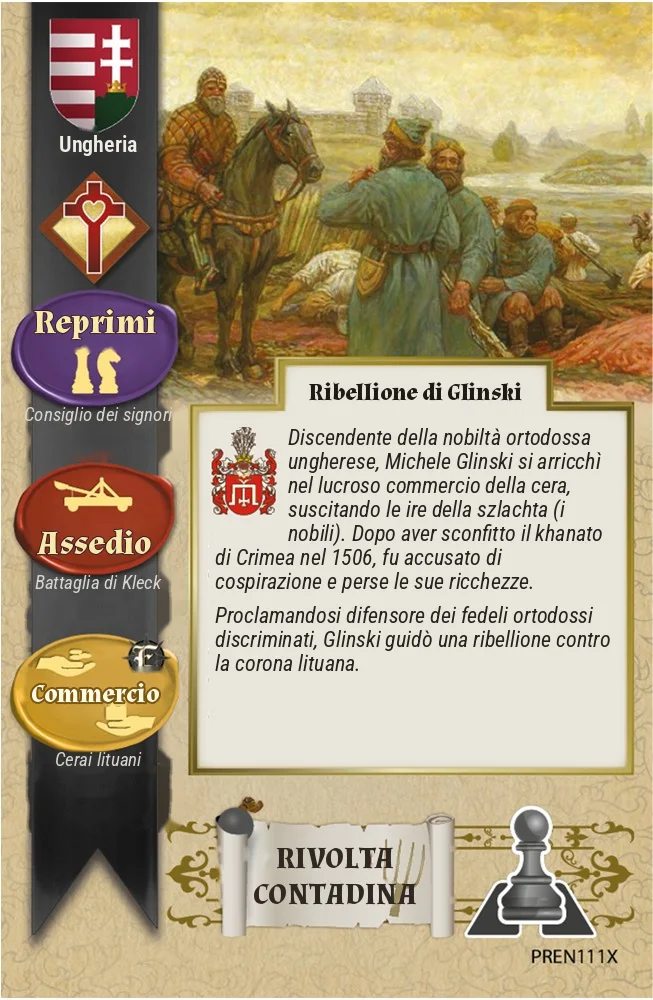 Ungheria
Reprimi
Consiglio dei signori
Assedio
Battaglia di Kleck
F
Commercio
Cerai lituani
Ribellione di Glinski
Discendente della nobiltà ortodossa
ungherese, Michele Glinski si arricchì
nel lucroso commercio della cera,
suscitando le ire della szlachta (i
nobili). Dopo aver sconfitto il khanato
di Crimea nel 1506, fu accusato di
cospirazione e perse le sue ricchezze.
Proclamandosi difensore dei fedeli ortodossi
discriminati, Glinski guidò una ribellione contro
la corona lituana.
RIVOLTA
CONTADINA
PREN111X